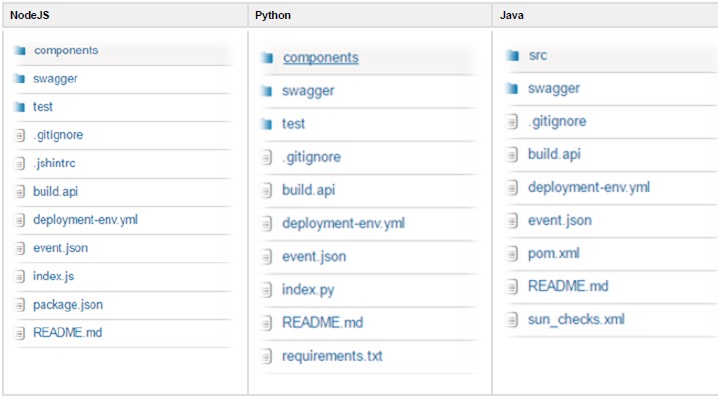 NodeJS
components
swagger
test
.gitignore
.jshintrc
build.api
deployment-env.yml
event.json
index.js
package.json
README.md
Python
components
swagger
test
.gitignore
build.api
deployment-env.yml
event.json
index.py
README.md
requirements.txt
Java
src
swagger
.gitignore
build.api
deployment-env.yml
event.json
pom.xml
README.md
sun_checks.xml